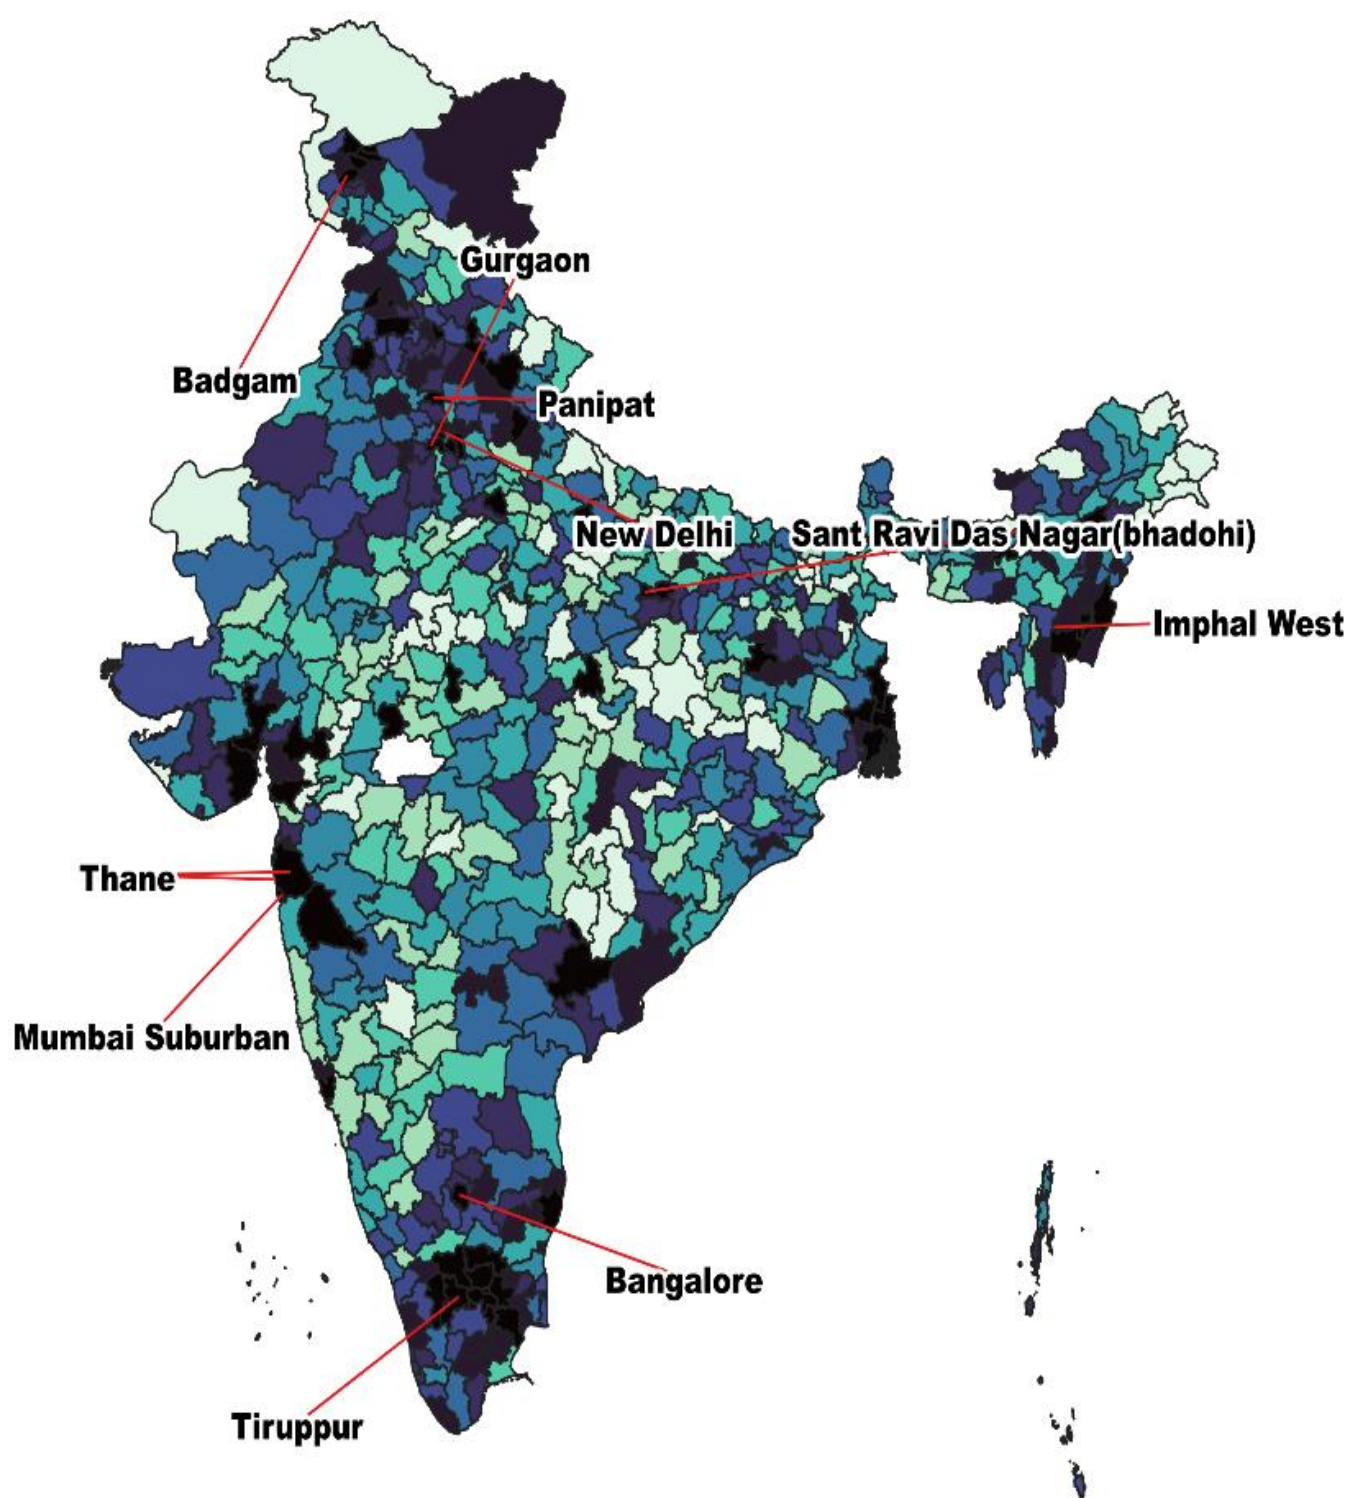 Gurgaon
Badgam
Panipat
New Delhi
Sant Ravi Das Nagar(bhadohi)
Imphal West
Thane
Mumbai Suburban
Bangalore
Tiruppur